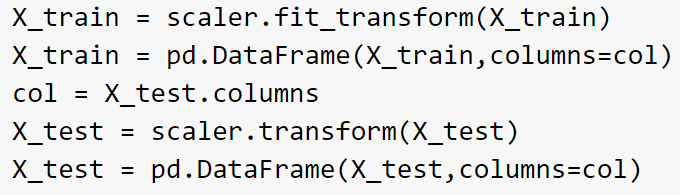 X_train = scaler.fit_transform(X_train)
X_train = pd.DataFrame(X_train,columns=col)
col = X_test.columns
X_test = scaler.transform(X_test)
X_test = pd.DataFrame(X_test,columns=col)